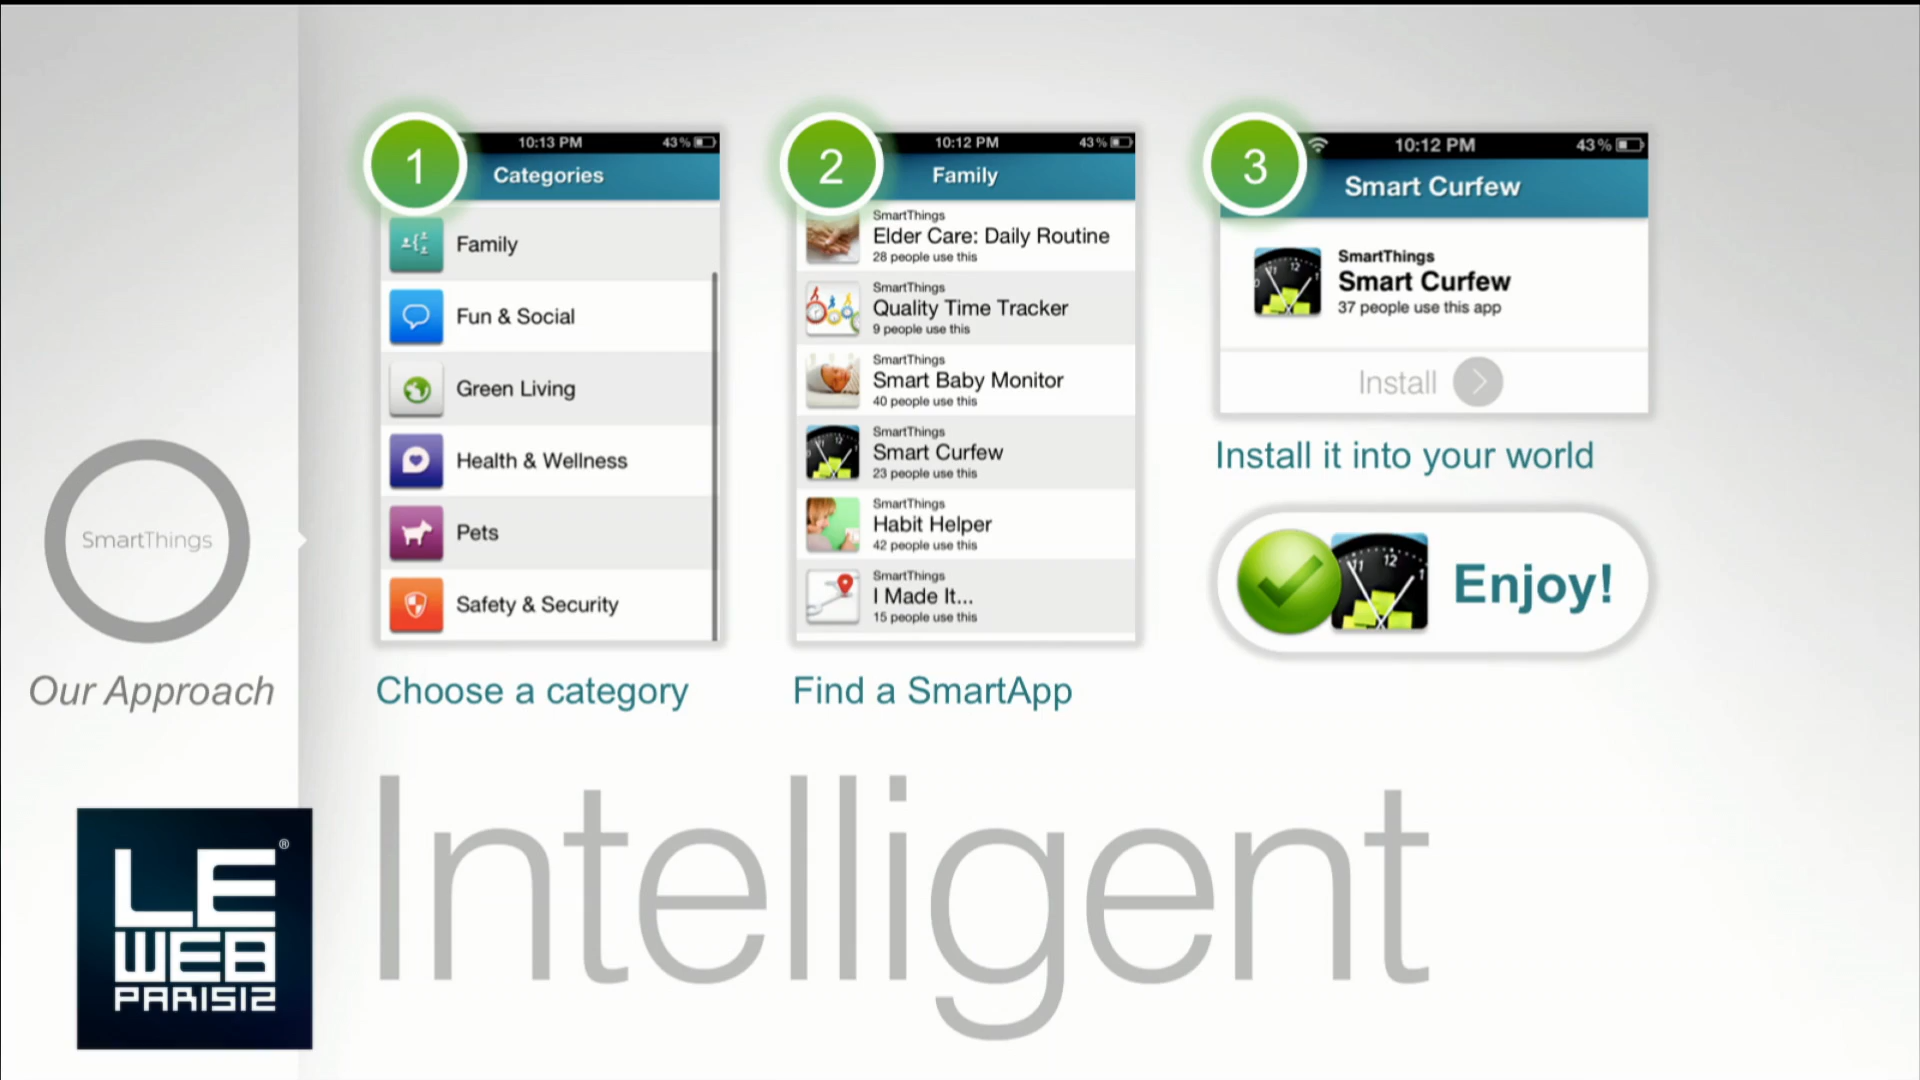 1
10:13 PM
43%
Categories
Family
Fun & Social
Green Living
Health & Wellness
Pets
Safety & Security
Choose a category
2
10:12 PM
43%
Family
SmartThings
Elder Care: Daily Routine
28 people use this
SmartThings
Quality Time Tracker
9 people use this
SmartThings
Smart Baby Monitor
40 people use this
SmartThings
Smart Curfew
23 people use this
SmartThings
Habit Helper
42 people use this
SmartThings
I Made It...
15 people use this
Find a SmartApp
3
10:12 PM
43%
Smart Curfew
SmartThings
Smart Curfew
37 people use this app
Install
Install it into your world
11 12 1
Enjoy!
SmartThings
Our Approach
Intelligent
LE®
WEB
PARIS12